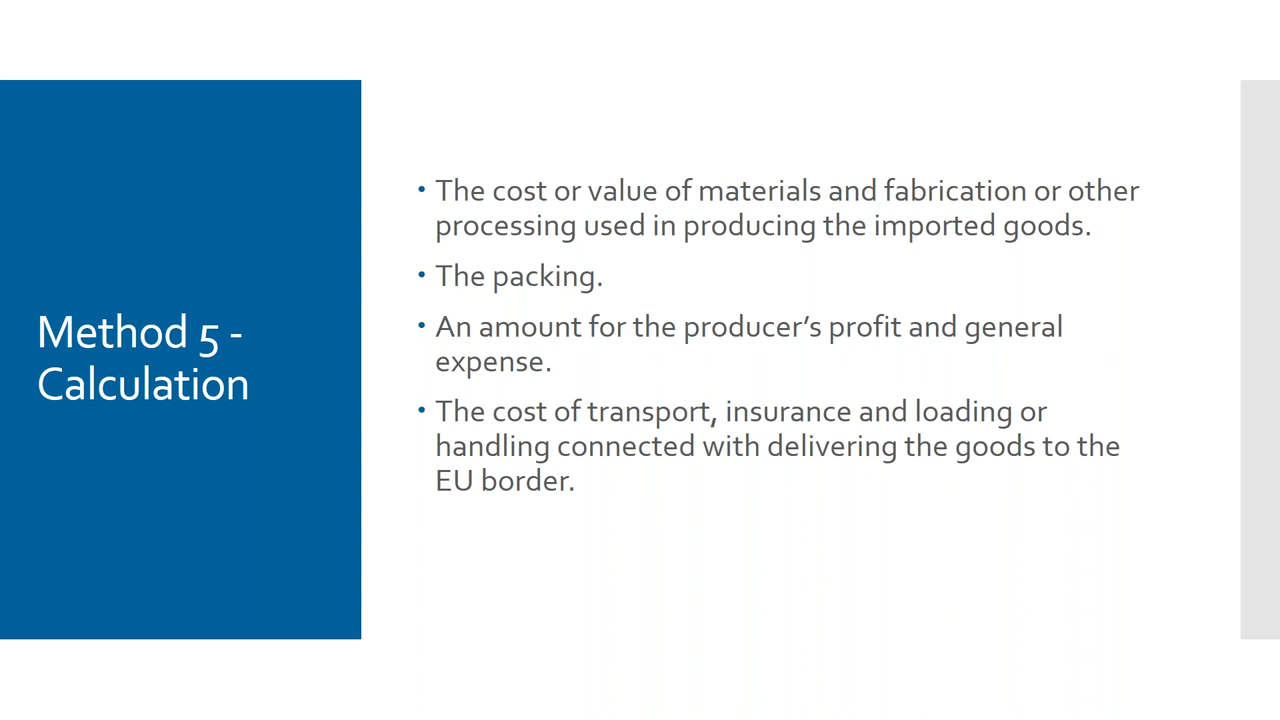 Method 5 -
Calculation
• The cost or value of materials and fabrication or other
processing used in producing the imported goods.
• The packing.
• An amount for the producer’s profit and general
expense.
• The cost of transport, insurance and loading or
handling connected with delivering the goods to the
EU border.